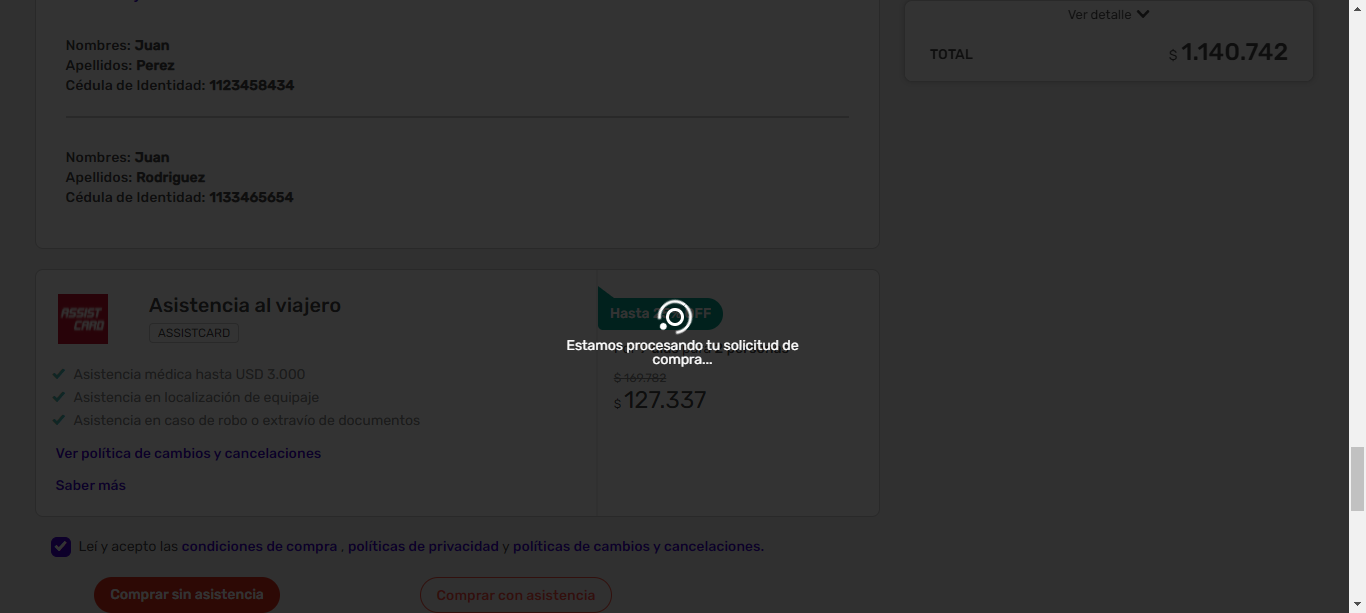 Ver detalle
TOTAL
$ 1.140.742
Nombres: Juan
Apellidos: Perez
Cédula de Identidad: 1123458434
Nombres: Juan
Apellidos: Rodriguez
Cédula de Identidad: 1133465654
ASSIST
CARD
Asistencia al viajero
ASSISTCARD
Asistencia médica hasta USD 3.000
Asistencia en localización de equipaje
Asistencia en caso de robo o extravío de documentos
Ver política de cambios y cancelaciones
Saber más
Hasta
OFF
Estamos procesando tu solicitud de
compra...
$ 169.782
$ 127.337
Leí y acepto las condiciones de compra , políticas de privacidad y políticas de cambios y cancelaciones.
Comprar sin asistencia
Comprar con asistencia